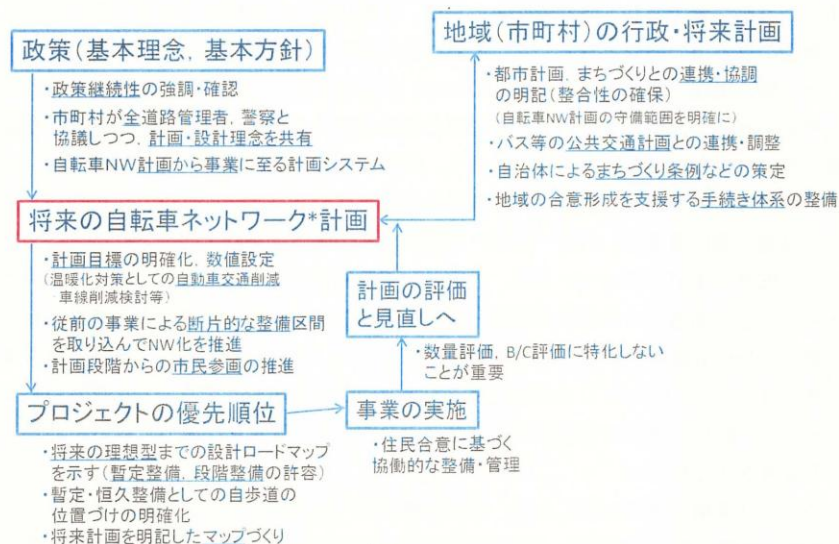 政策(基本理念, 基本方針)
・政策継続性の強調・確認
・市町村が全道路管理者, 警察と
協議しつつ, 計画・設計理念を共有
・自転車NW計画から事業に至る計画システム
地域(市町村)の行政・将来計画
・都市計画, まちづくりとの連携・協調
の明記(整合性の確保)
(自転車NW計画の守備範囲を明確に)
・バス等の公共交通計画との連携・調整
・自治体によるまちづくり条例などの策定
・地域の合意形成を支援する手続き体系の整備
将来の自転車ネットワーク*計画
・計画目標の明確化, 数値設定
(温暖化対策としての自動車交通削減
車線削減検討等)
・従前の事業による断片的な整備区間
を取り込んでNW化を推進
・計画段階からの市民参画の推進
計画の評価
と見直しへ
・数量評価, B/C評価に特化しない
ことが重要
プロジェクトの優先順位
・将来の理想型までの設計ロードマップ
を示す(暫定整備, 段階整備の許容)
・暫定・恒久整備としての自歩道の
位置づけの明確化
・将来計画を明記したマップづくり
事業の実施
・住民合意に基づく
協働的な整備・管理